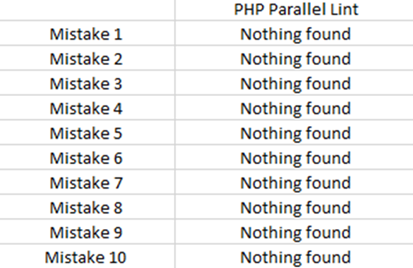 PHP Parallel Lint
Mistake 1 Nothing found
Mistake 2 Nothing found
Mistake 3 Nothing found
Mistake 4 Nothing found
Mistake 5 Nothing found
Mistake 6 Nothing found
Mistake 7 Nothing found
Mistake 8 Nothing found
Mistake 9 Nothing found
Mistake 10 Nothing found